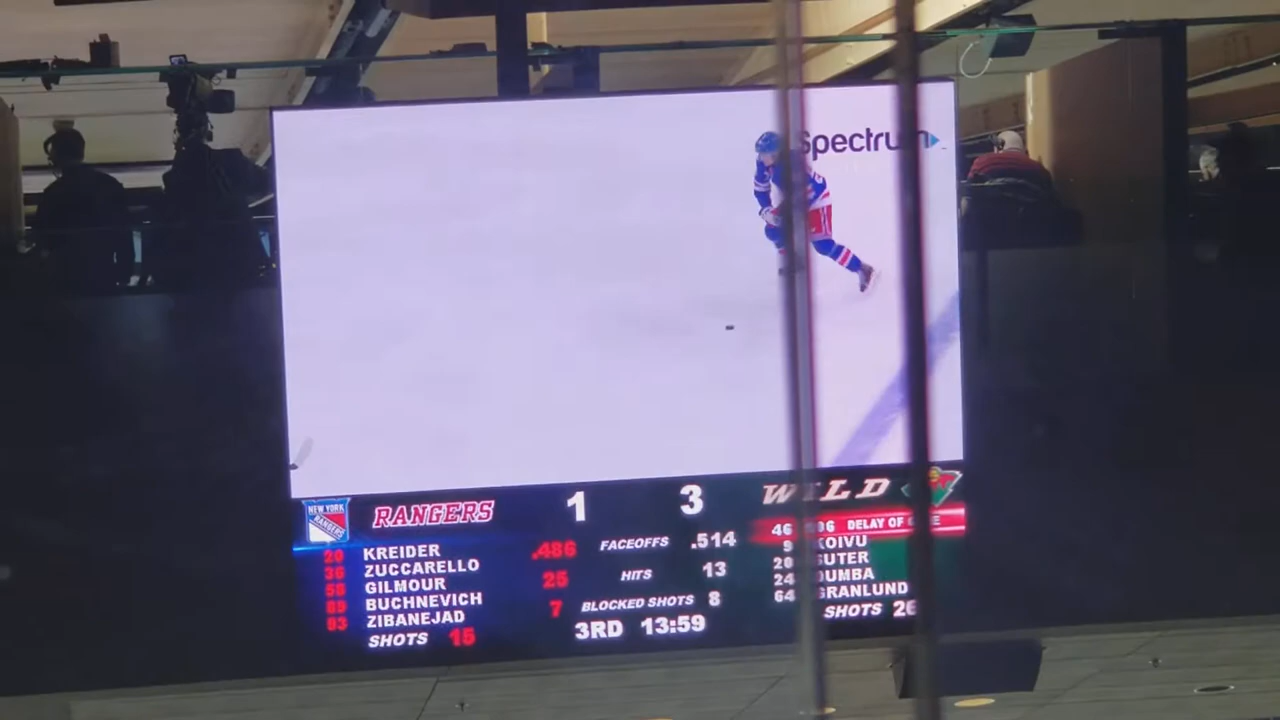 Spectrum
NEW YORK
RANGERS
RANGERS 1 3 WILD
46 DELAY OF
20 KREIDER .486 FACEOFFS .514 9 KOIVU
36 ZUCCARELLO 20 SUTER
58 GILMOUR 25 HITS 13 24 DUMBA
89 BUCHNEVICH 7 BLOCKED SHOTS 8 64 GRANLUND
93 ZIBANEJAD
SHOTS 15 3RD 13:59 SHOTS 26